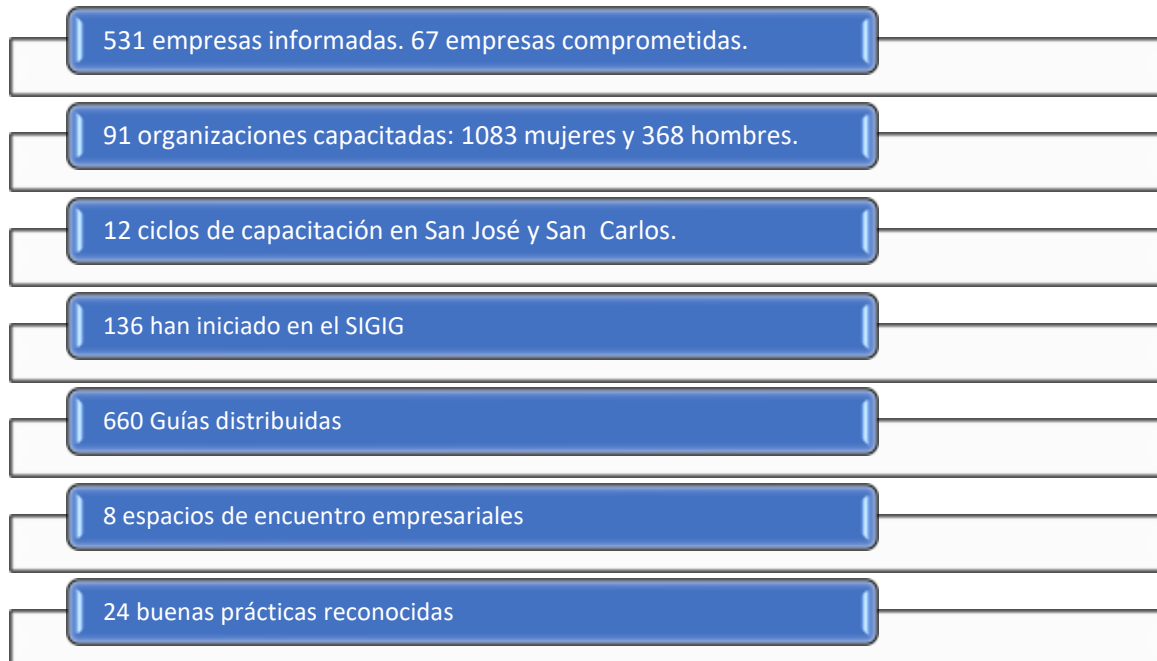 531 empresas informadas. 67 empresas comprometidas.
91 organizaciones capacitadas: 1083 mujeres y 368 hombres.
12 ciclos de capacitación en San José y San  Carlos.
136 han iniciado en el SIGIG
660 Guías distribuidas
8 espacios de encuentro empresariales
24 buenas prácticas reconocidas